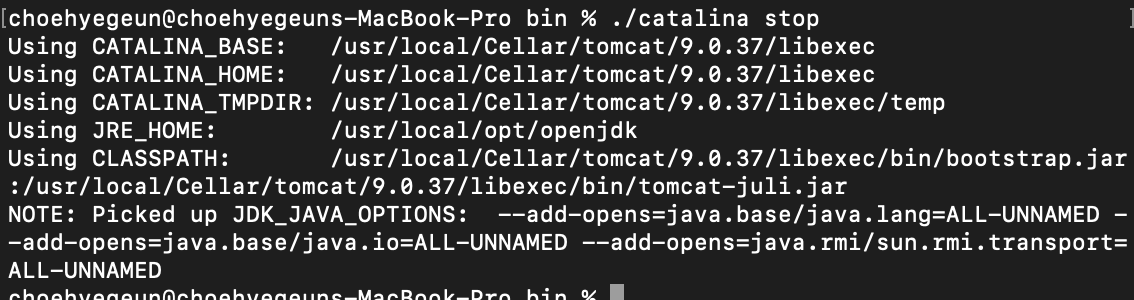 [choehyegeun@choehyegeuns-MacBook-Pro bin % ./catalina stop ]
Using CATALINA_BASE:   /usr/local/Cellar/tomcat/9.0.37/libexec
Using CATALINA_HOME:   /usr/local/Cellar/tomcat/9.0.37/libexec
Using CATALINA_TMPDIR: /usr/local/Cellar/tomcat/9.0.37/libexec/temp
Using JRE_HOME:        /usr/local/opt/openjdk
Using CLASSPATH:       /usr/local/Cellar/tomcat/9.0.37/libexec/bin/bootstrap.jar
:/usr/local/Cellar/tomcat/9.0.37/libexec/bin/tomcat-juli.jar
NOTE: Picked up JDK_JAVA_OPTIONS:  --add-opens=java.base/java.lang=ALL-UNNAMED -
-add-opens=java.base/java.io=ALL-UNNAMED --add-opens=java.rmi/sun.rmi.transport=
ALL-UNNAMED
choehyegeun@choehyegeuns-MacBook-Pro bin %